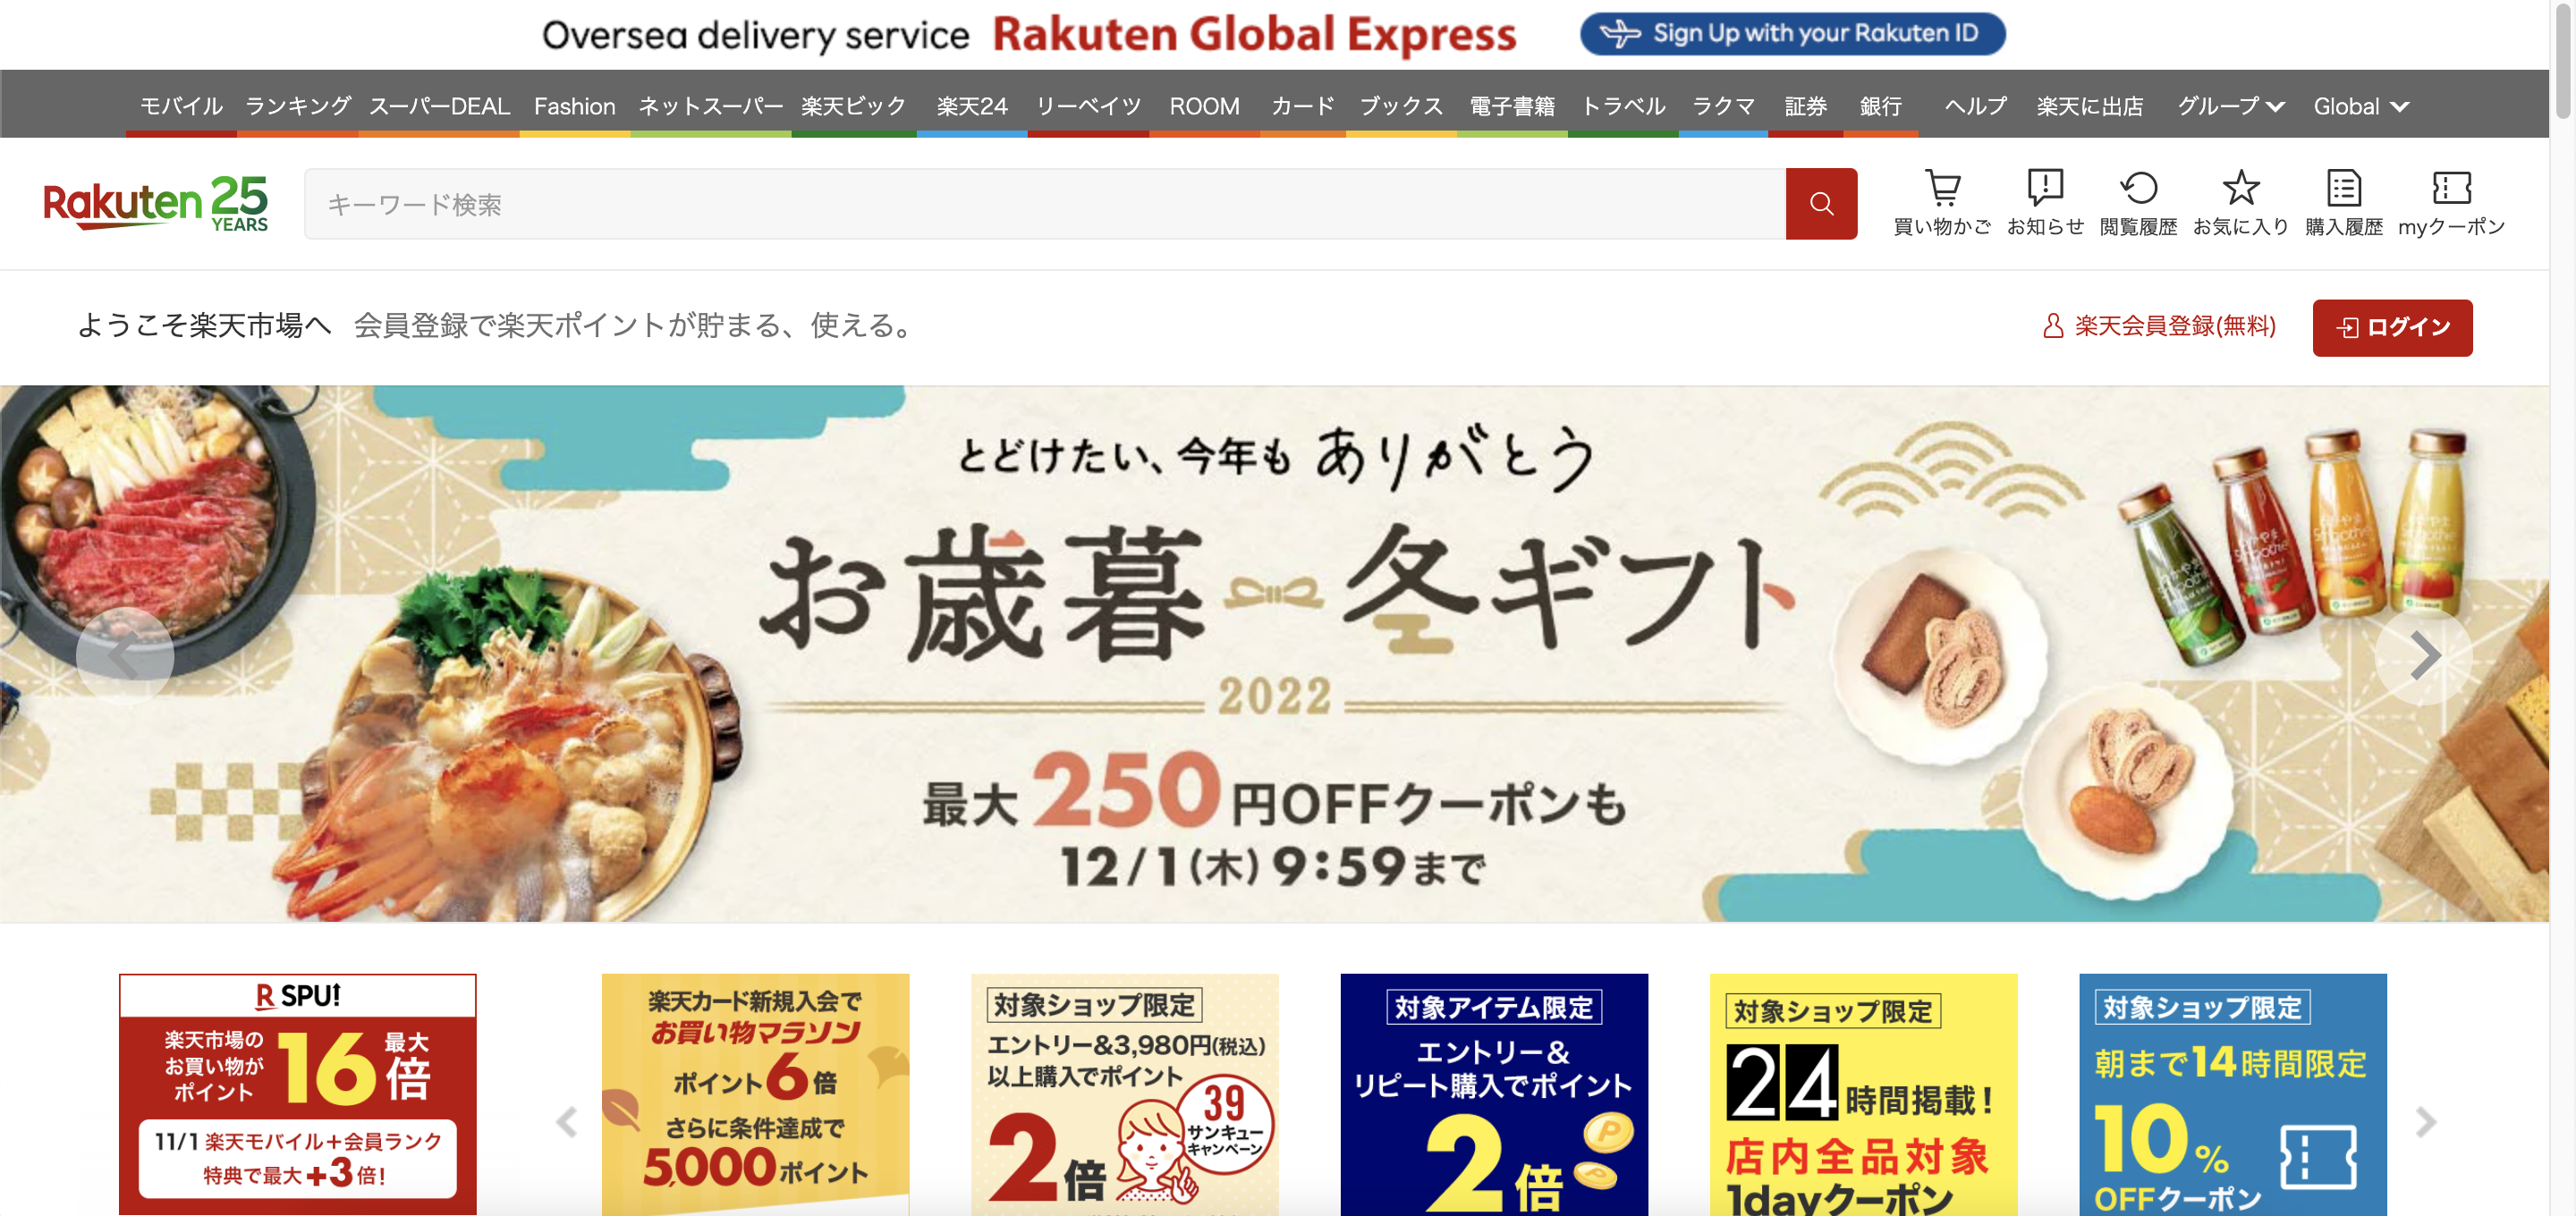 Oversea delivery service Rakuten Global Express Sign Up with your Rakuten ID
モバイル ランキング スーパーDEAL Fashion ネットスーパー 楽天ビック 楽天24 リーベイツ ROOM カード ブックス 電子書籍 トラベル ラクマ 証券 銀行 ヘルプ 楽天に出店 グループ Global
Rakuten 25 YEARS
キーワード検索
買い物かご お知らせ 閲覧履歴 お気に入り 購入履歴 myクーポン
ようこそ楽天市場へ 会員登録で楽天ポイントが貯まる、使える。
楽天会員登録(無料) ログイン
とどけたい、今年も ありがとう
お歳暮 冬ギフト
2022
最大250円OFFクーポンも
12/1(木)9:59まで
R SPU!
楽天市場の
お買い物が
ポイント
最大
16倍
11/1 楽天モバイル+会員ランク
特典で最大+3倍!
楽天カード新規入会で
お買い物マラソン
ポイント6倍
さらに条件達成で
5,000ポイント
対象ショップ限定
エントリー&3,980円(税込)
以上購入でポイント
2倍
39
サンキュー
キャンペーン
対象アイテム限定
エントリー&
リピート購入でポイント
2倍
P
対象ショップ限定
24時間掲載!
店内全品対象
1dayクーポン
対象ショップ限定
朝まで14時間限定
10%
OFFクーポン